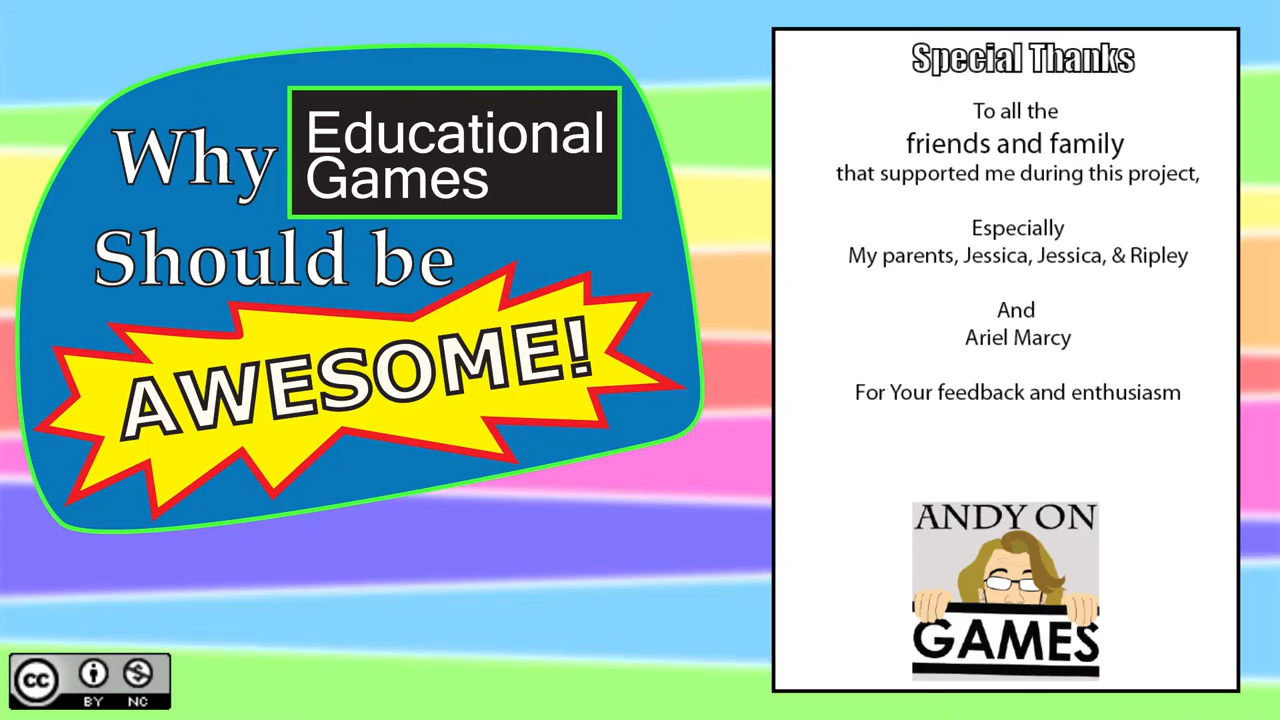 Why Educational
Games
Should be
AWESOME!
Special Thanks
To all the
friends and family
that supported me during this project,
Especially
My parents, Jessica, Jessica, & Ripley
And
Ariel Marcy
For Your feedback and enthusiasm
ANDY ON
GAMES
cc
BY NC